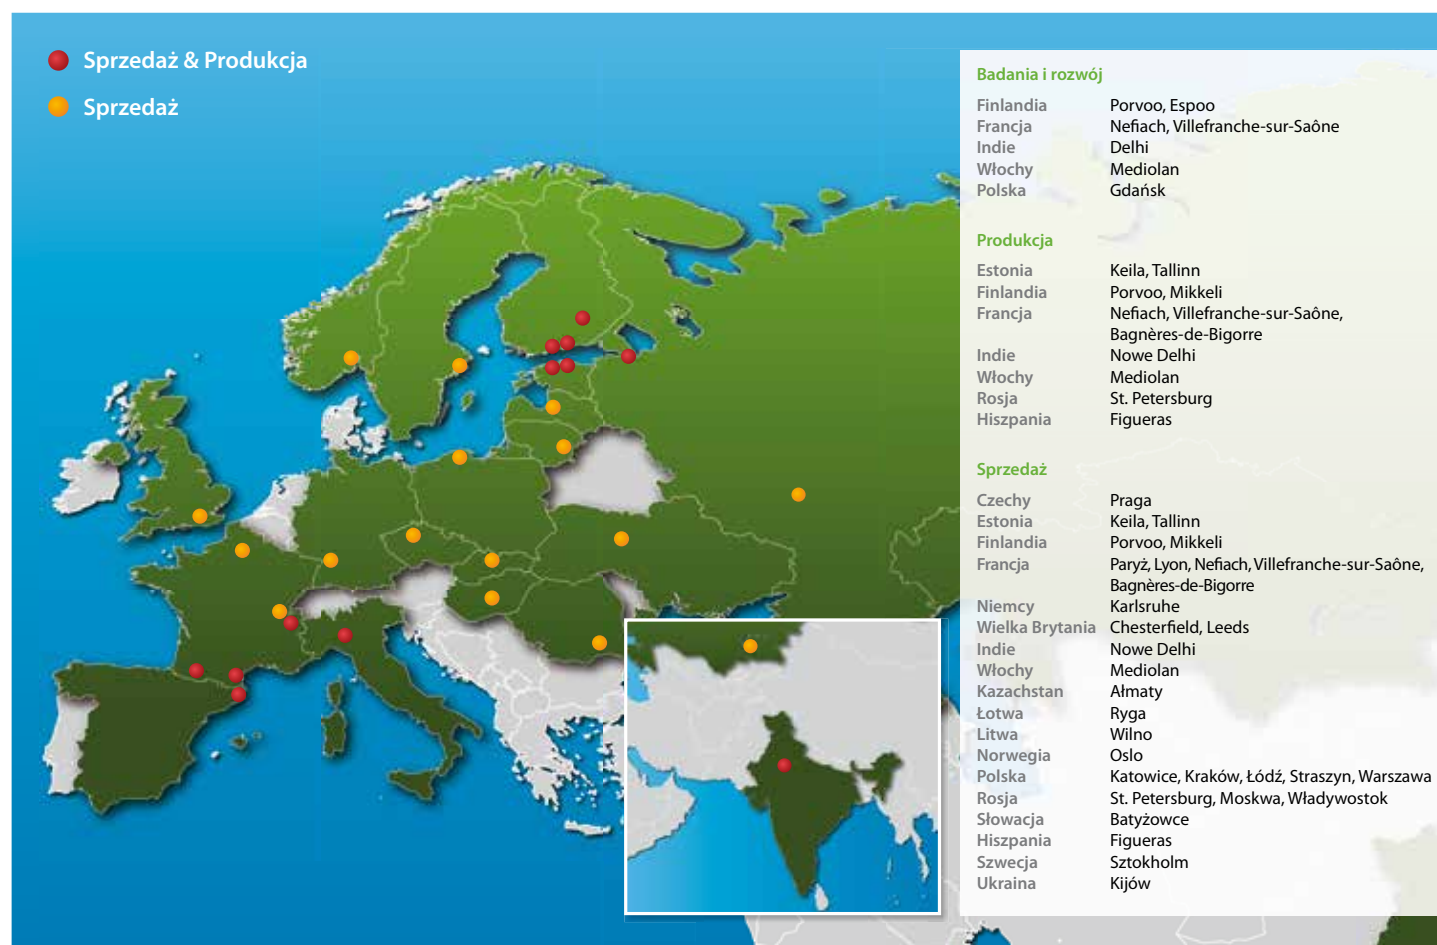 Sprzedaż & Produkcja
Sprzedaż
Badania i rozwój
Finlandia Porvoo, Espoo
Francja Nefiach, Villefranche-sur-Saône
Indie Delhi
Włochy Mediolan
Polska Gdańsk
Produkcja
Estonia Keila, Tallinn
Finlandia Porvoo, Mikkeli
Francja Nefiach, Villefranche-sur-Saône,
Bagnères-de-Bigorre
Indie Nowe Delhi
Włochy Mediolan
Rosja St. Petersburg
Hiszpania Figueras
Sprzedaż
Czechy Praga
Estonia Keila, Tallinn
Finlandia Porvoo, Mikkeli
Francja Paryż, Lyon, Nefiach, Villefranche-sur-Saône,
Bagnères-de-Bigorre
Niemcy Karlsruhe
Wielka Brytania Chesterfield, Leeds
Indie Nowe Delhi
Włochy Mediolan
Kazachstan Ałmaty
Łotwa Ryga
Litwa Wilno
Norwegia Oslo
Polska Katowice, Kraków, Łódź, Straszyn, Warszawa
Rosja St. Petersburg, Moskwa, Władywostok
Słowacja Batyżowce
Hiszpania Figueras
Szwecja Sztokholm
Ukraina Kijów